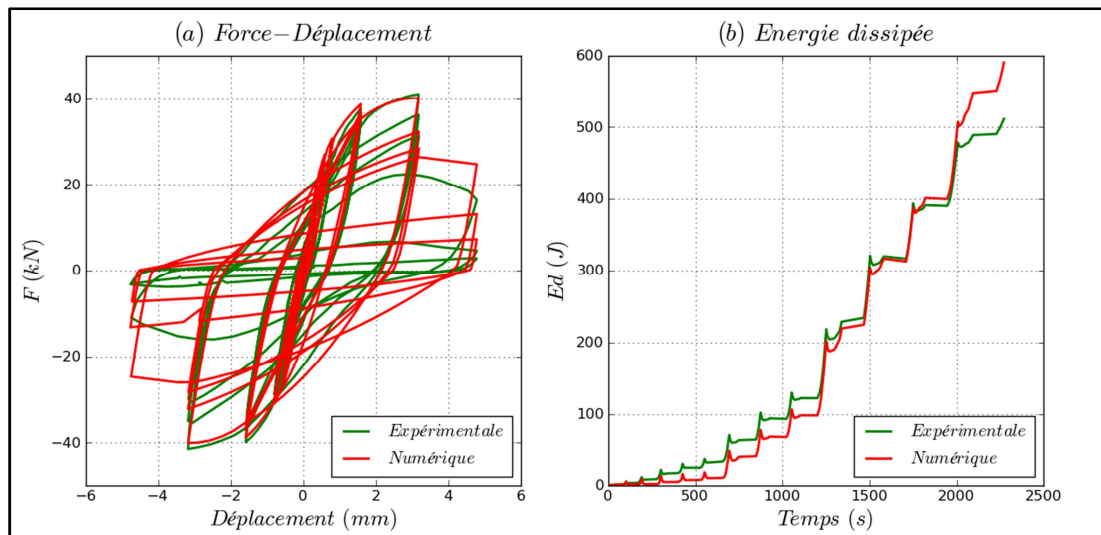 (a) Force−Déplacement
60
40
20
0
−20
−40
−60
−6 −4 −2 0 2 4 6
F (kN)
Déplacement (mm)
Expérimentale
Numérique
(b) Energie dissipée
600
500
400
300
200
100
0
0 500 1000 1500 2000 2500
Ed (J)
Temps (s)
Expérimentale
Numérique